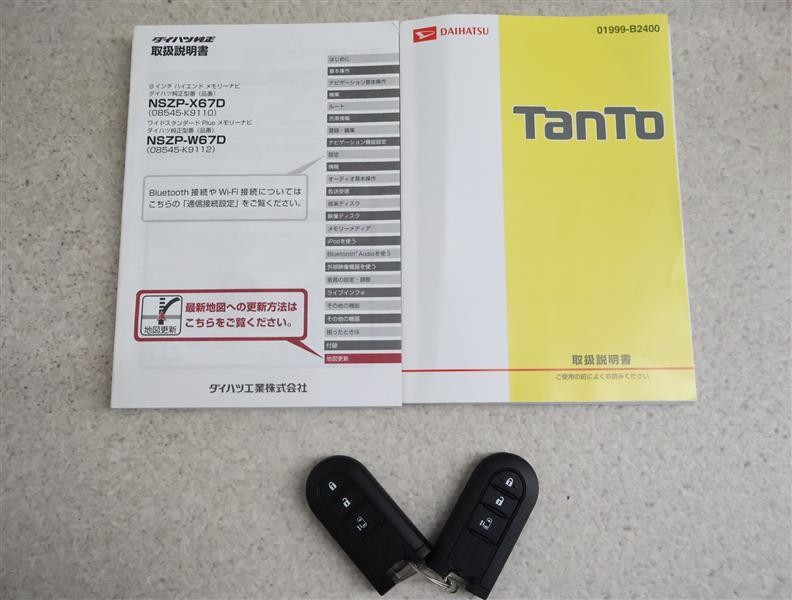 ダイハツ純正
取扱説明書
8インチ ハイエンド メモリーナビ
ダイハツ純正型番（品番）
NSZP-X67D
(08545-K9110)
ワイドスタンダード Plus メモリーナビ
ダイハツ純正型番（品番）
NSZP-W67D
(08545-K9112)
Bluetooth 接続や Wi-Fi 接続については
こちらの「通信接続設定」をご覧ください。
地図更新
最新地図への更新方法は
こちらをご覧ください。
ダイハツ工業株式会社
はじめに
基本操作
ナビゲーション基本操作
検索
ルート
渋滞情報
登録・編集
ナビゲーション機能設定
設定
情報
オーディオ基本操作
放送受信
音楽ディスク
映像ディスク
メモリーメディア
iPodを使う
Bluetooth® Audioを使う
外部映像機器を使う
音質の設定・調整
ライブインフォ
その他の機能
その他の機器
困ったときは
付録
地図更新
DAIHATSU
01999-B2400
TanTo
取扱説明書
ご使用の前によくお読みください